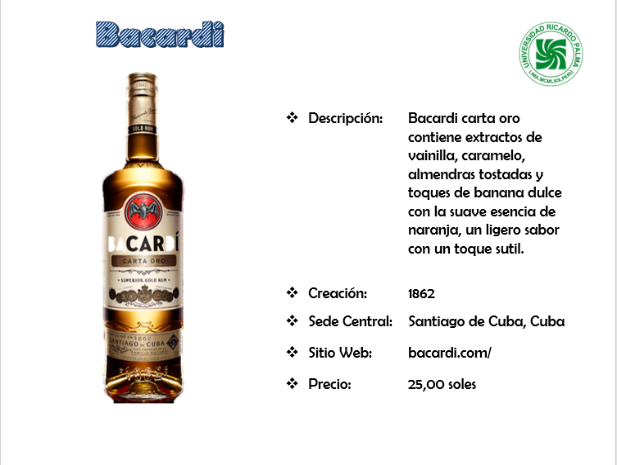 Bacardi
UNIVERSIDAD RICARDO PALMA
LIMA
PERU
❖ Descripción: Bacardi carta oro
contiene extractos de
vainilla, caramelo,
almendras tostadas y
toques de banana dulce
con la suave esencia de
naranja, un ligero sabor
con un toque sutil.
❖ Creación: 1862
❖ Sede Central: Santiago de Cuba, Cuba
❖ Sitio Web: bacardi.com/
❖ Precio: 25,00 soles
GOLD RUM
BACARDÍ
CARTA ORO
SUPERIOR GOLD RUM
1862
SANTIAGO DE CUBA